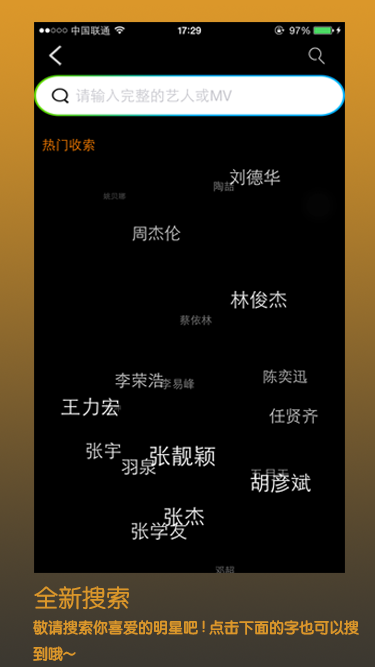 中国联通
17:29
97%
请输入完整的艺人或MV
热门收索
刘德华
陶喆
姚贝娜
周杰伦
林俊杰
蔡依林
李荣浩
陈奕迅
李易峰
王力宏
任贤齐
张宇
张靓颖
羽泉
五月天
胡彦斌
张杰
张学友
邓超
全新搜索
敬请搜索你喜爱的明星吧!点击下面的字也可以搜
到哦~